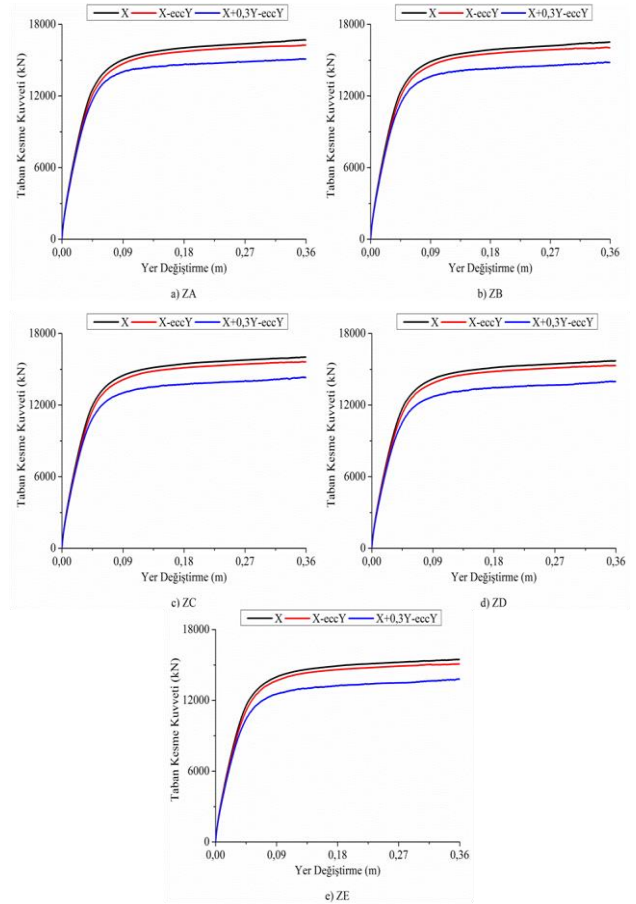 X X-eccY X+0,3Y-eccY
18000
12000
6000
0
Taban Kesme Kuvveti (kN)
0,00 0,09 0,18 0,27 0,36
Yer Değiştirme (m)
a) ZA
X X-eccY X+0,3Y-eccY
18000
12000
6000
0
Taban Kesme Kuvveti (kN)
0,00 0,09 0,18 0,27 0,36
Yer Değiştirme (m)
b) ZB
X X-eccY X+0,3Y-eccY
18000
12000
6000
0
Taban Kesme Kuvveti (kN)
0,00 0,09 0,18 0,27 0,36
Yer Değiştirme (m)
c) ZC
X X-eccY X+0,3Y-eccY
18000
12000
6000
0
Taban Kesme Kuvveti (kN)
0,00 0,09 0,18 0,27 0,36
Yer Değiştirme (m)
d) ZD
X X-eccY X+0,3Y-eccY
18000
12000
6000
0
Taban Kesme Kuvveti (kN)
0,00 0,09 0,18 0,27 0,36
Yer Değiştirme (m)
e) ZE